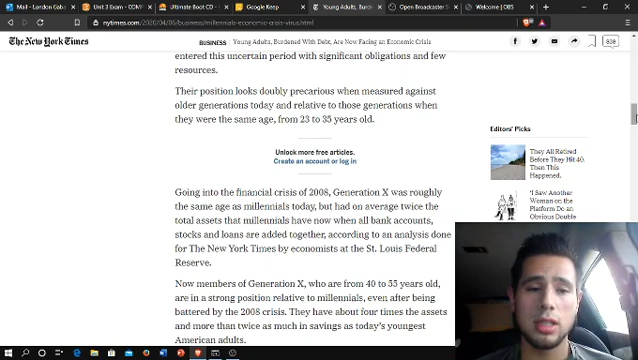 Mail - London Gaba
Unit 3 Exam - COM
Ultimate Boot CD -
Google Keep
Young Adults, Burd
Open Broadcaster S
Welcome | OBS
nytimes.com/2020/04/06/business/millennials-economic-crisis-virus.html
The New York Times
BUSINESS | Young Adults, Burdened With Debt, Are Now Facing an Economic Crisis
838
entered this uncertain period with significant obligations and few
resources.
Their position looks doubly precarious when measured against
older generations today and relative to those generations when
they were the same age, from 23 to 35 years old.
Unlock more free articles.
Create an account or log in
Going into the financial crisis of 2008, Generation X was roughly
the same age as millennials today, but had on average twice the
total assets that millennials have now when all bank accounts,
stocks and loans are added together, according to an analysis done
for The New York Times by economists at the St. Louis Federal
Reserve.
Now members of Generation X, who are from 40 to 55 years old,
are in a strong position relative to millennials, even after being
battered by the 2008 crisis. They have about four times the assets
and more than twice as much in savings as today's youngest
American adults.
Editors' Picks
They All Retired
Before They Hit 40.
Then This
Happened.
'I Saw Another
Woman on the
Platform Do an
Obvious Double